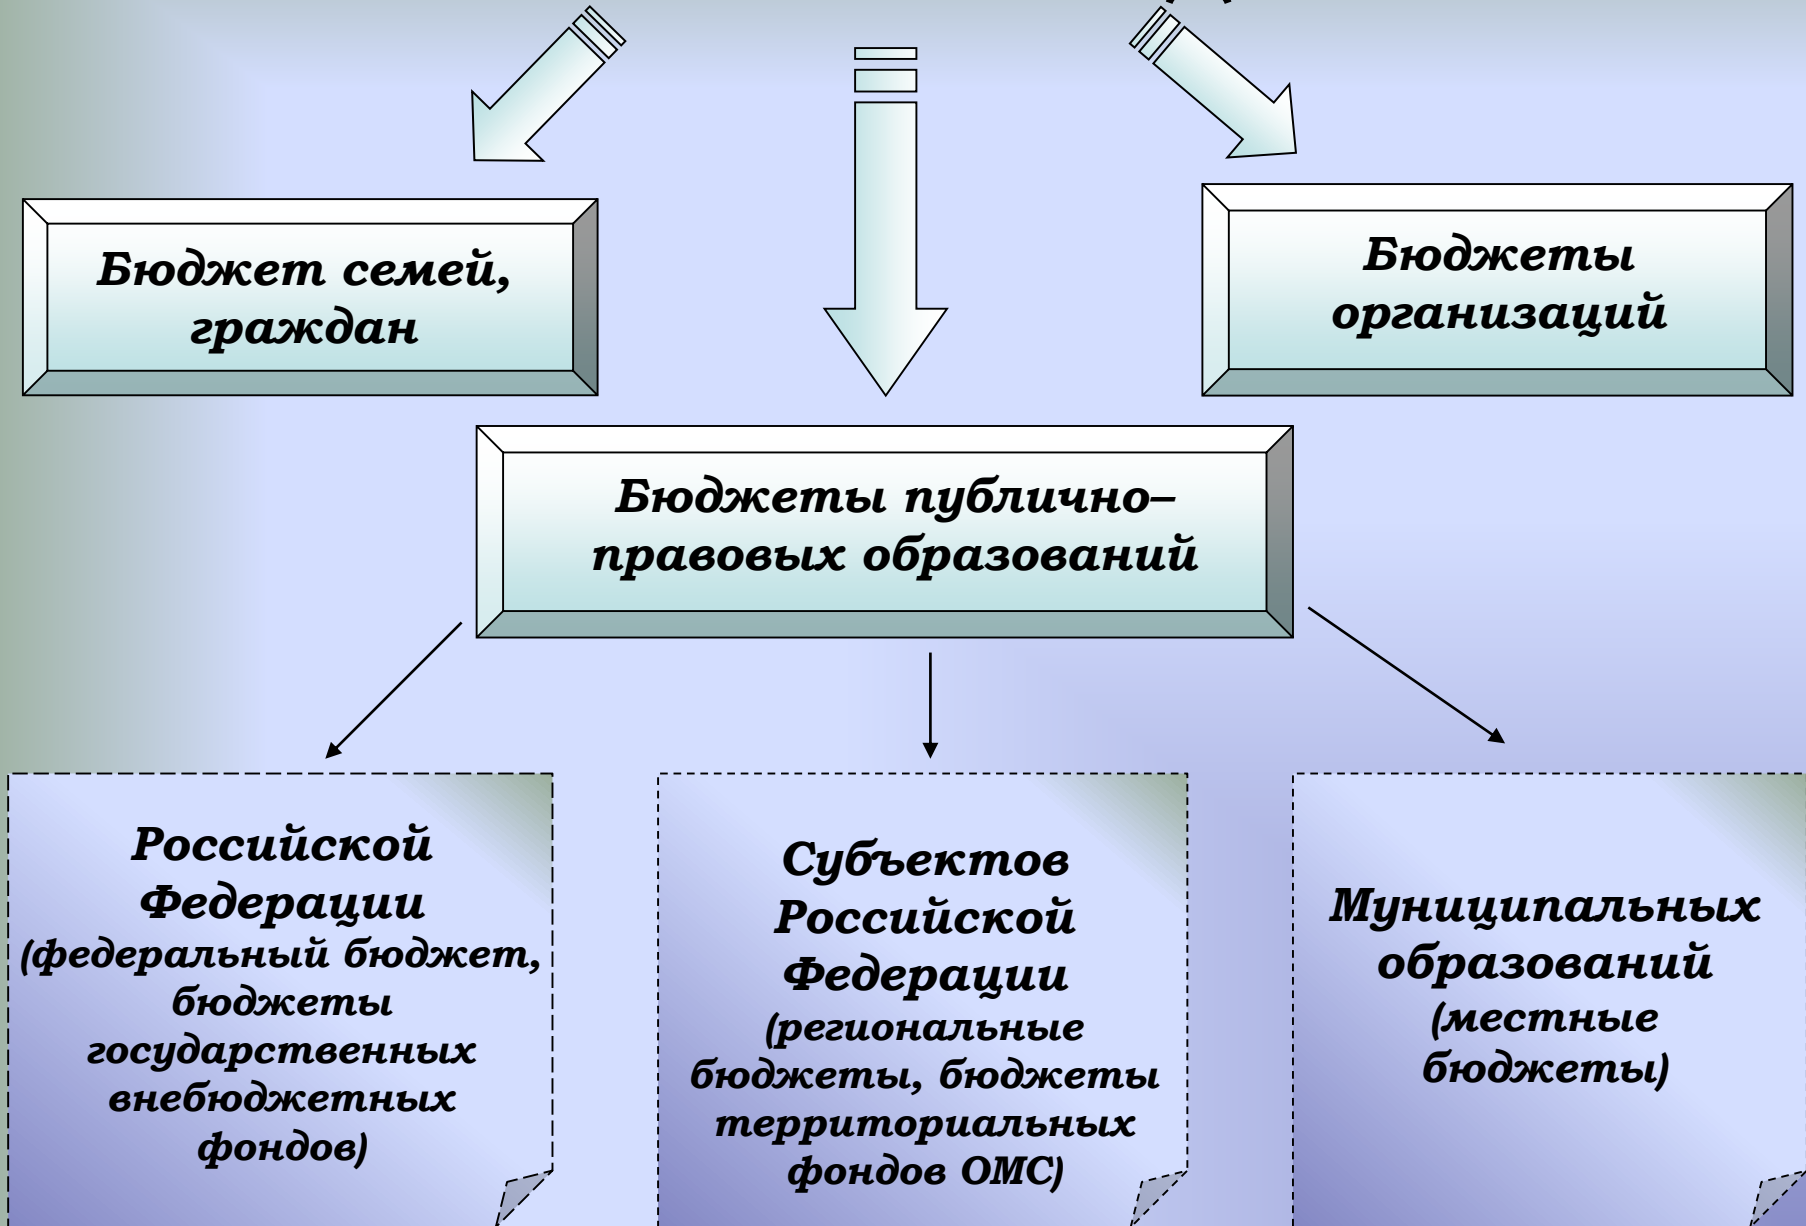 Бюджет семей,
граждан
Бюджеты
организаций
Бюджеты публично–
правовых образований
Российской
Федерации
(федеральный бюджет,
бюджеты
государственных
внебюджетных
фондов)
Субъектов
Российской
Федерации
(региональные
бюджеты, бюджеты
территориальных
фондов ОМС)
Муниципальных
образований
(местные
бюджеты)